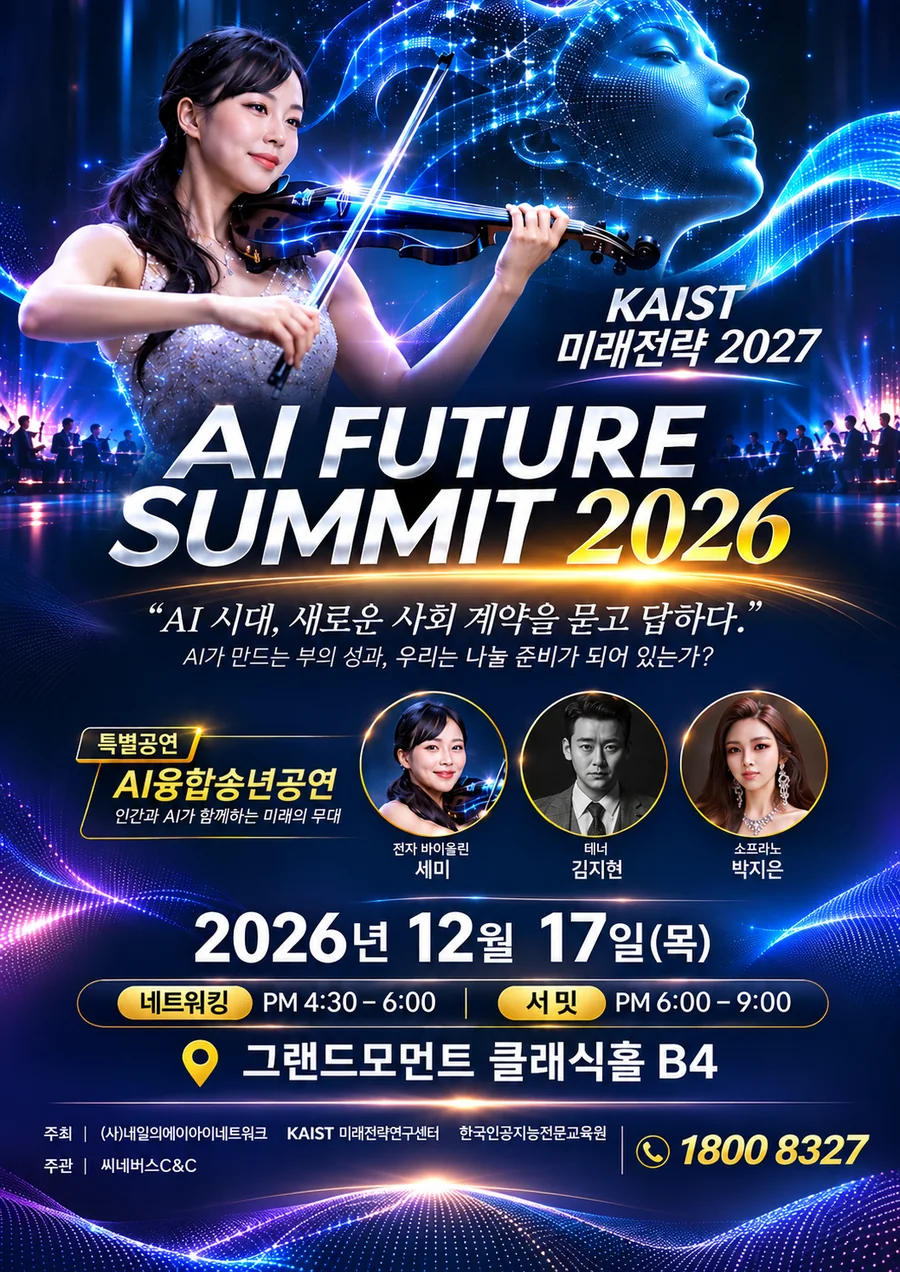 KAIST
미래전략 2027
AI FUTURE
SUMMIT 2026
“AI 시대, 새로운 사회 계약을 묻고 답하다.”
AI가 만드는 부의 성과, 우리는 나눌 준비가 되어 있는가?
특별공연
AI융합송년공연
인간과 AI가 함께하는 미래의 무대
전자 바이올린
세미
테너
김지현
소프라노
박지은
2026년 12월 17일(목)
네트워킹 PM 4:30 – 6:00 | 서밋 PM 6:00 – 9:00
그랜드모먼트 클래식홀 B4
주최 | (사)내일의에이아이네트워크 KAIST 미래전략연구센터 한국인공지능전문교육원
주관 | 씨네버스C&C
1800 8327